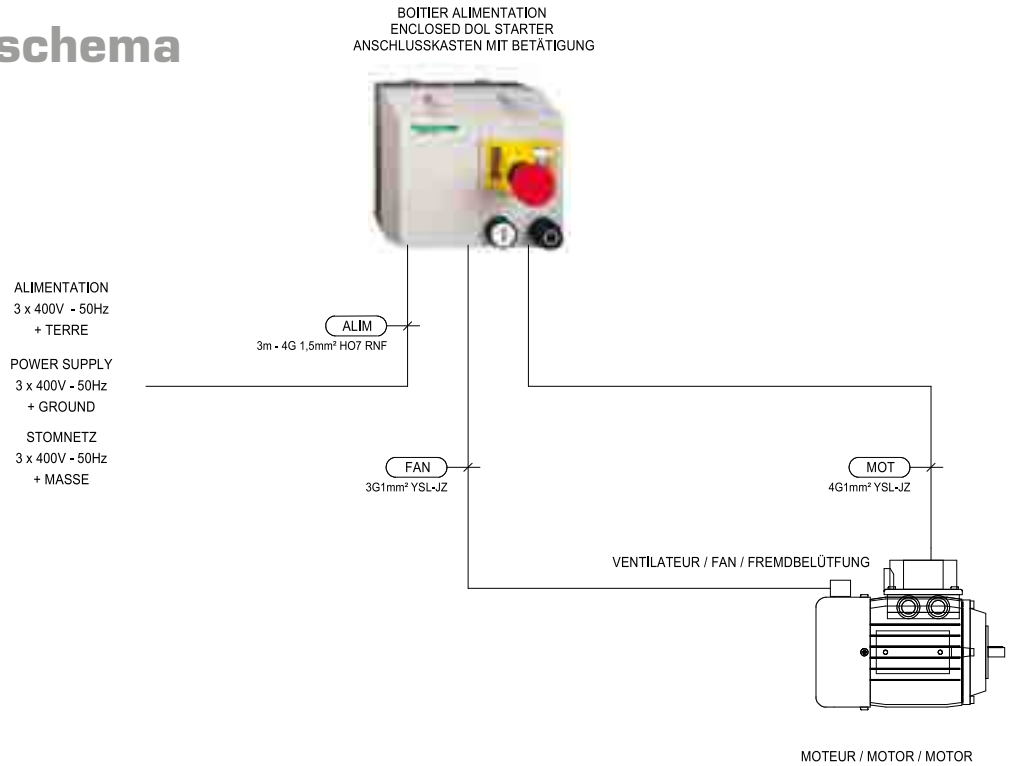 schema
BOITIER ALIMENTATION
ENCLOSED DOL STARTER
ANSCHLUSSKASTEN MIT BETÄTIGUNG
ALIMENTATION
3 x 400V - 50Hz
+ TERRE
ALIM
3m - 4G 1,5mm² HO7 RNF
POWER SUPPLY
3 x 400V - 50Hz
+ GROUND
STOMNETZ
3 x 400V - 50Hz
+ MASSE
FAN
3G1mm² YSL-JZ
MOT
4G1mm² YSL-JZ
VENTILATEUR / FAN / FREMDBELÜTFUNG
MOTEUR / MOTOR / MOTOR